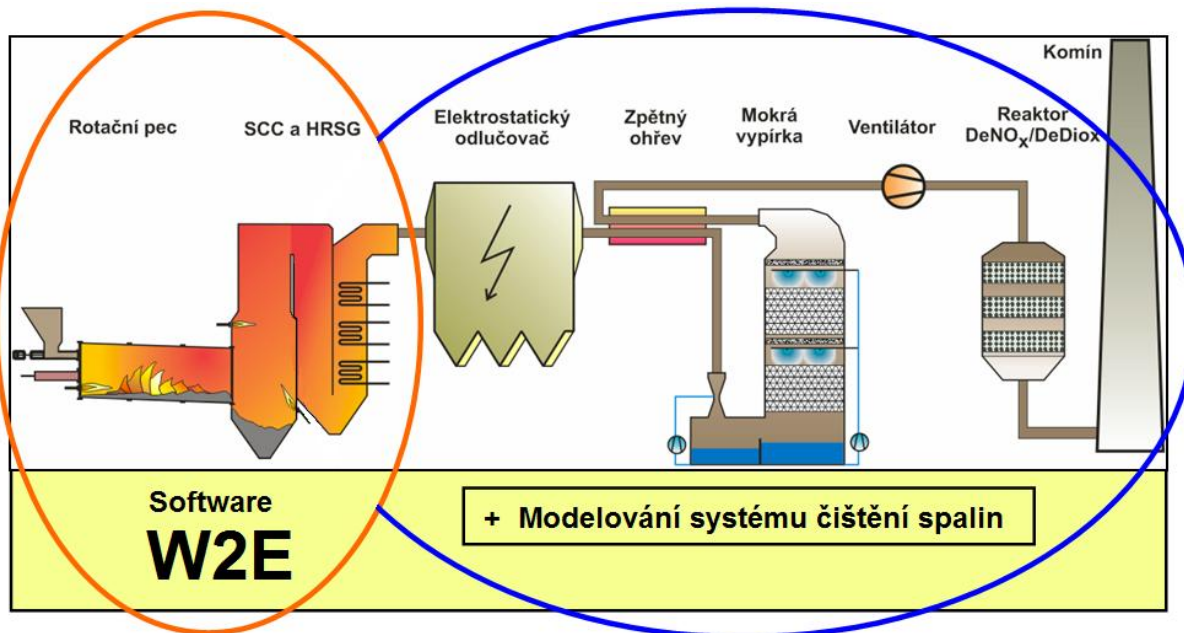 Komín
Rotační pec
SCC a HRSG
Elektrostatický
odlučovač
Zpětný
ohřev
Mokrá
vypírka
Ventilátor
Reaktor
DeNOx/DeDiox
Software
W2E
+ Modelování systému čištění spalin